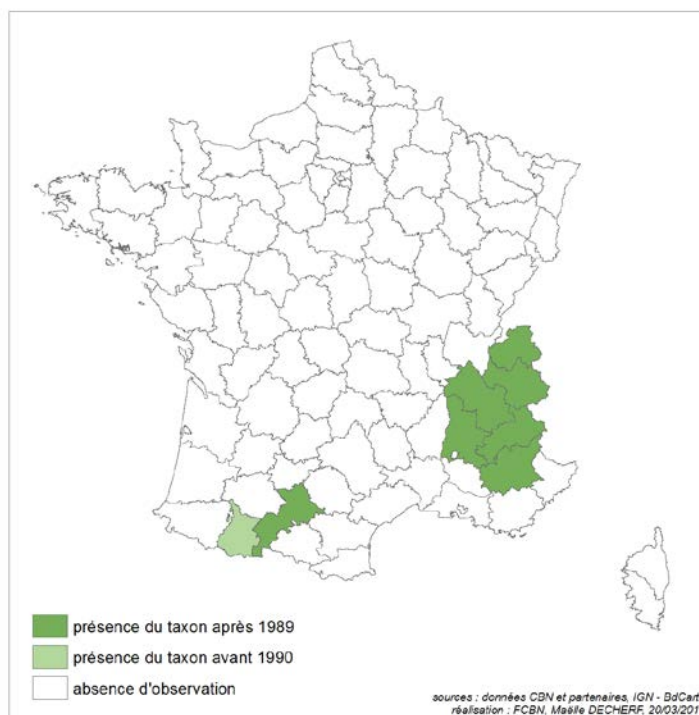 présence du taxon après 1989
présence du taxon avant 1990
absence d'observation
sources : données CBN et partenaires, IGN - BdCart
réalisation : FCBN, Maëlle DECHERF, 20/03/201